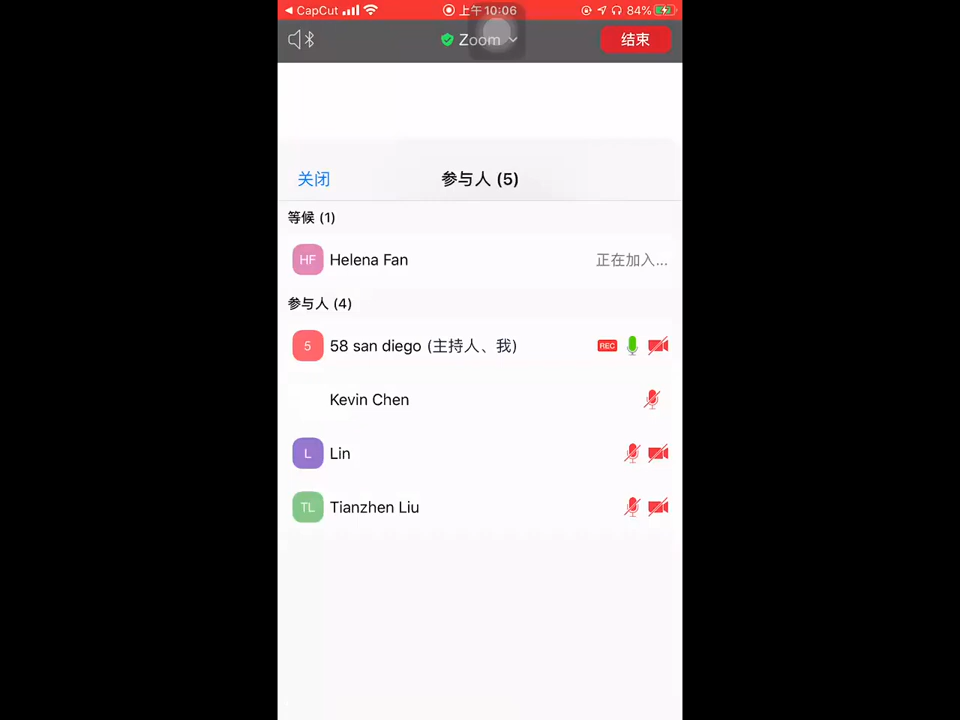 CapCut 上午10:06 84%
Zoom 结束
关闭 参与人 (5)
等候 (1)
HF Helena Fan 正在加入...
参与人 (4)
5 58 san diego (主持人、我) REC
Kevin Chen
L Lin
TL Tianzhen Liu